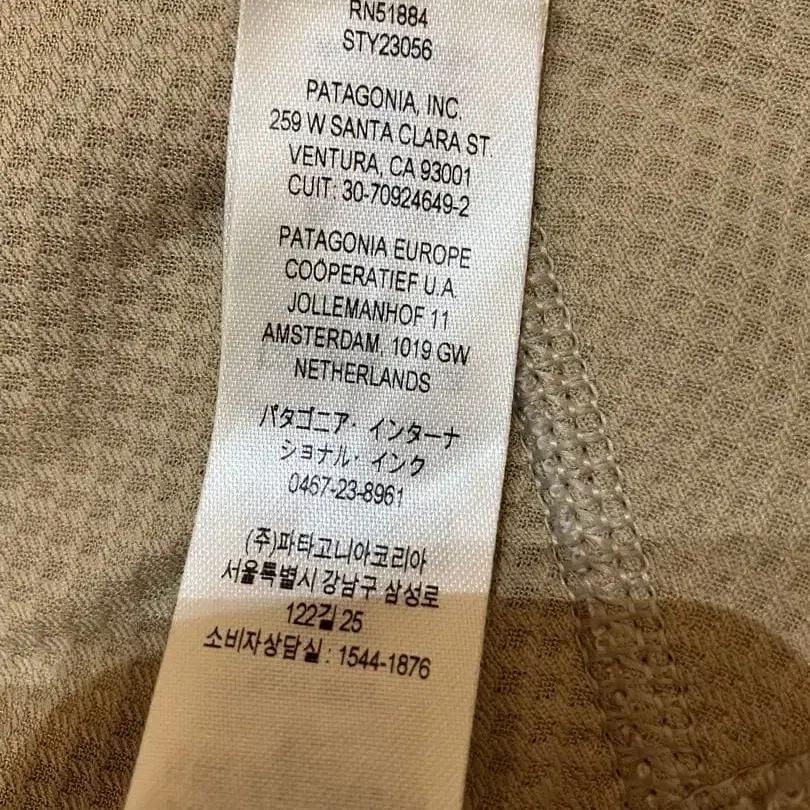 RN51884
STY23056
PATAGONIA, INC.
259 W SANTA CLARA ST.
VENTURA, CA 93001
CUIT: 30-70924649-2
PATAGONIA EUROPE
COÖPERATIEF U.A.
JOLLEMANHOF 11
AMSTERDAM, 1019 GW
NETHERLANDS
パタゴニア・インターナ
ショナル・インク
0467-23-8961
(주)파타고니아코리아
서울특별시 강남구 삼성로
122길 25
소비자상담실 : 1544-1876